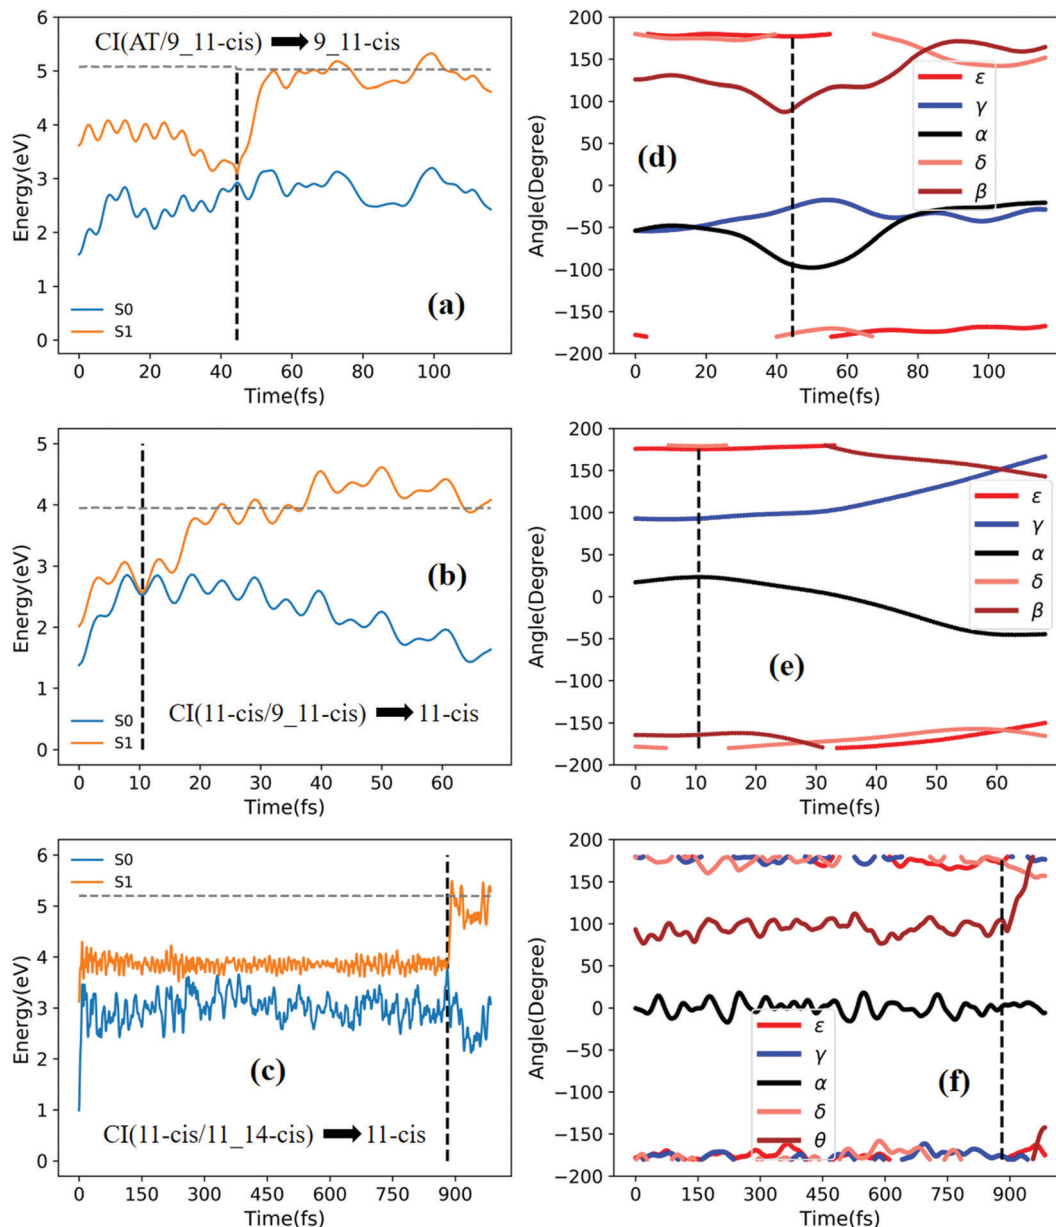 6
5
4
3
2
1
0
Energy(eV)
CI(AT/9_11-cis) 9_11-cis
S0
S1
(a)
0 20 40 60 80 100
Time(fs)
200
150
100
50
0
−50
−100
−150
−200
Angle(Degree)
(d)
ε
γ
α
δ
β
0 20 40 60 80 100
Time(fs)
5
4
3
2
1
0
Energy(eV)
(b)
CI(11-cis/9_11-cis) 11-cis
S0
S1
0 10 20 30 40 50 60
Time(fs)
200
150
100
50
0
−50
−100
−150
−200
Angle(Degree)
ε
γ
α
δ
β
(e)
0 10 20 30 40 50 60
Time(fs)
6
5
4
3
2
1
0
Energy(eV)
S0
S1
(c)
CI(11-cis/11_14-cis) 11-cis
0 150 300 450 600 750 900
Time(fs)
200
150
100
50
0
−50
−100
−150
−200
Angle(Degree)
ε
γ
α
δ
θ
(f)
0 150 300 450 600 750 900
Time(fs)